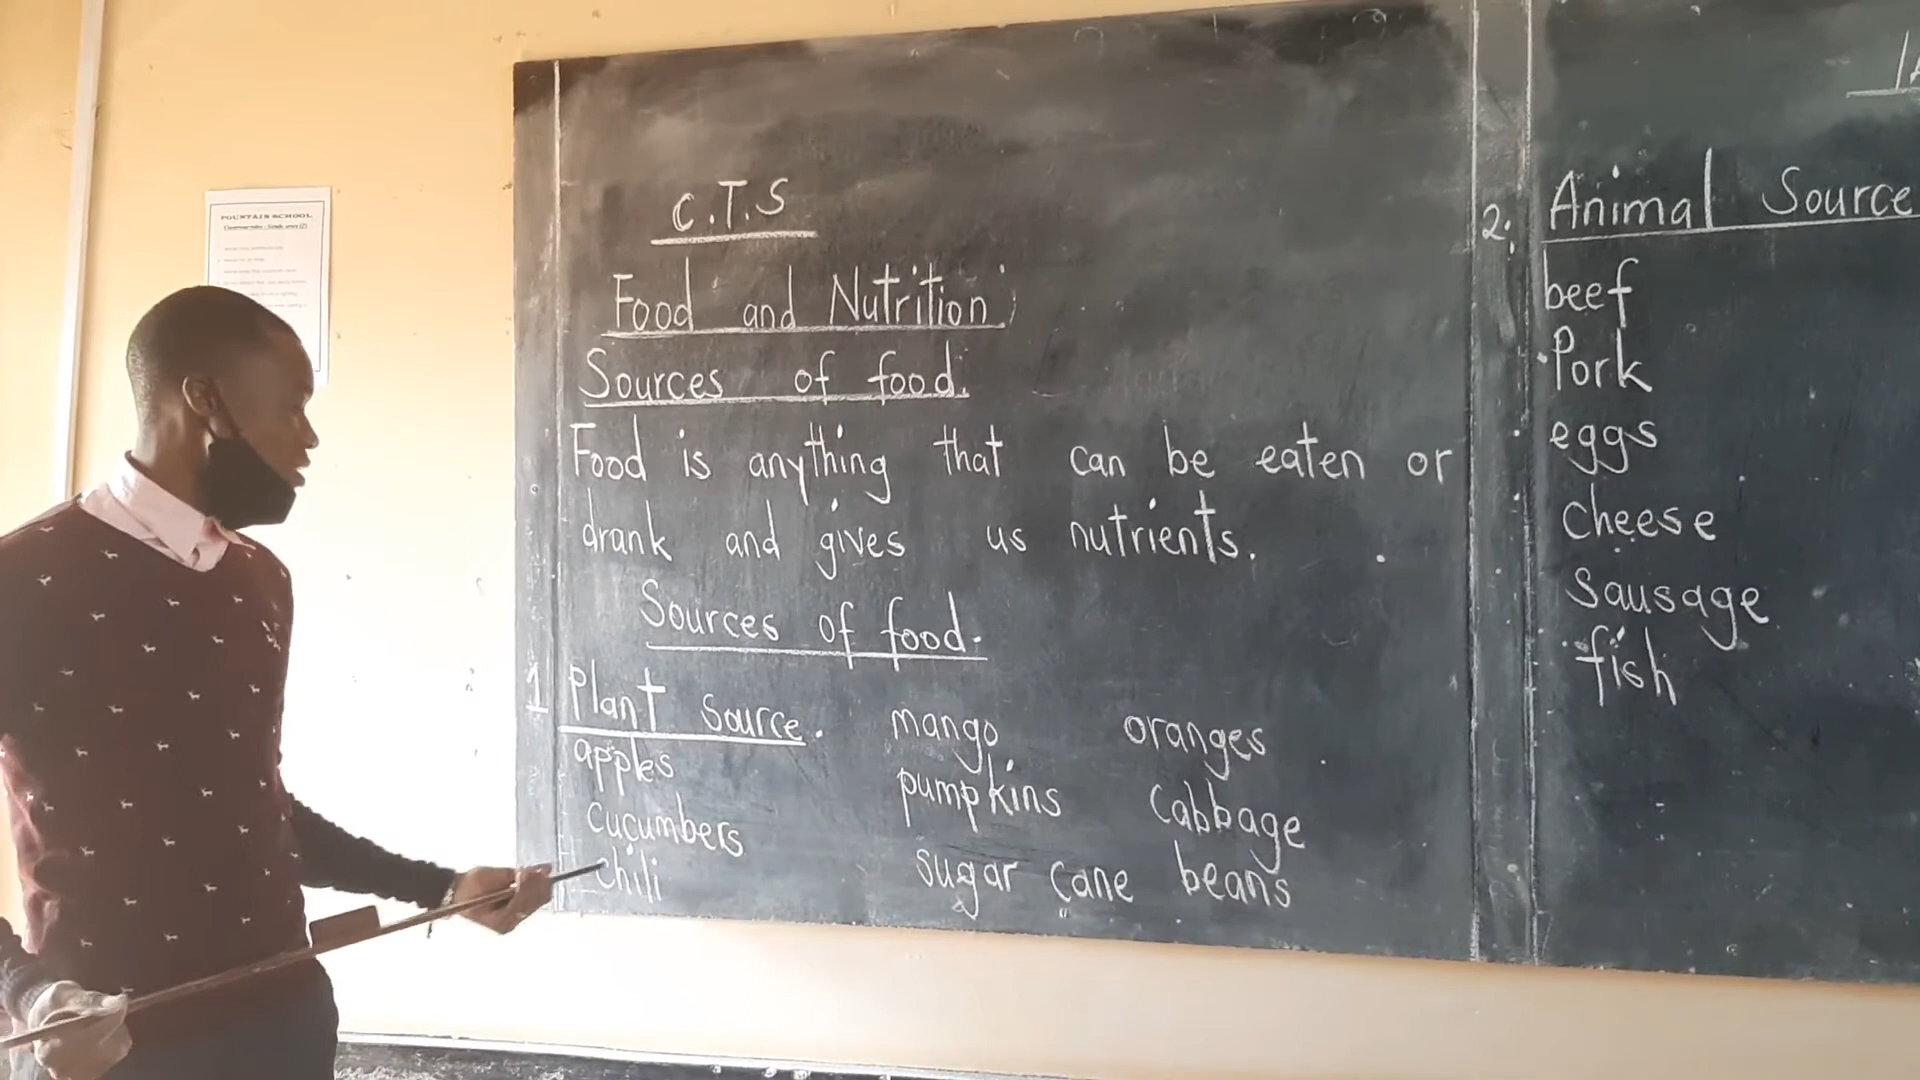 FOUNTAIN SCHOOL
C.T.S
Food and Nutrition
Sources of food.
Food is anything that can be eaten or
drank and gives us nutrients.
Sources of food.
1 Plant source. mango oranges
apples pumpkins cabbage
cucumbers sugar cane beans
chili
2. Animal Source
beef
Pork
eggs
cheese
sausage
fish